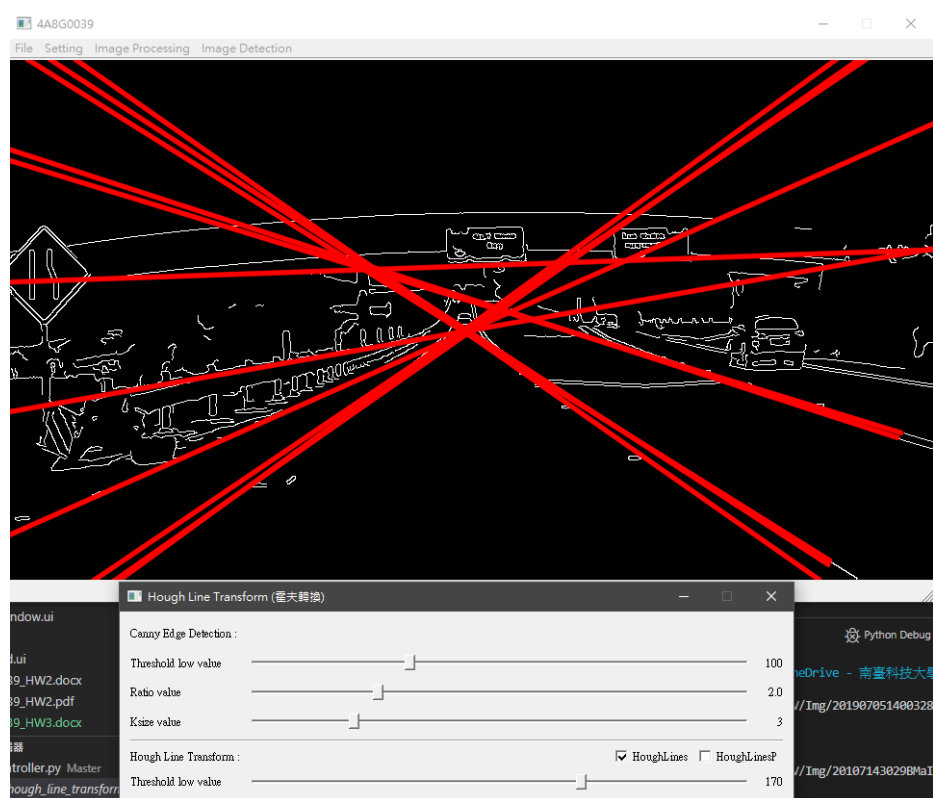 4A8G0039
File Setting Image Processing Image Detection
Hough Line Transform (霍夫轉換)
Canny Edge Detection :
Threshold low value 100
Ratio value 2.0
Ksize value 3
Hough Line Transform : HoughLines HoughLinesP
Threshold low value 170
ndow.ui
d.ui
39_HW2.docx
39_HW2.pdf
39_HW3.docx
器
ntroller.py Master
hough_line_transform
Python Debug
neDrive - 南臺科技大學
//Img/201907051400328
//Img/20107143029BMaI